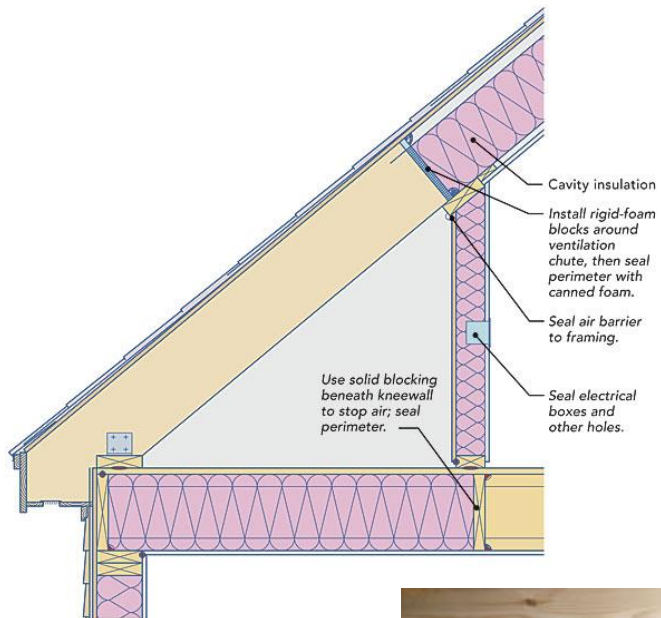 Cavity insulation
Install rigid-foam
blocks around
ventilation
chute, then seal
perimeter with
canned foam.
Seal air barrier
to framing.
Use solid blocking
beneath kneewall
to stop air; seal
perimeter.
Seal electrical
boxes and
other holes.